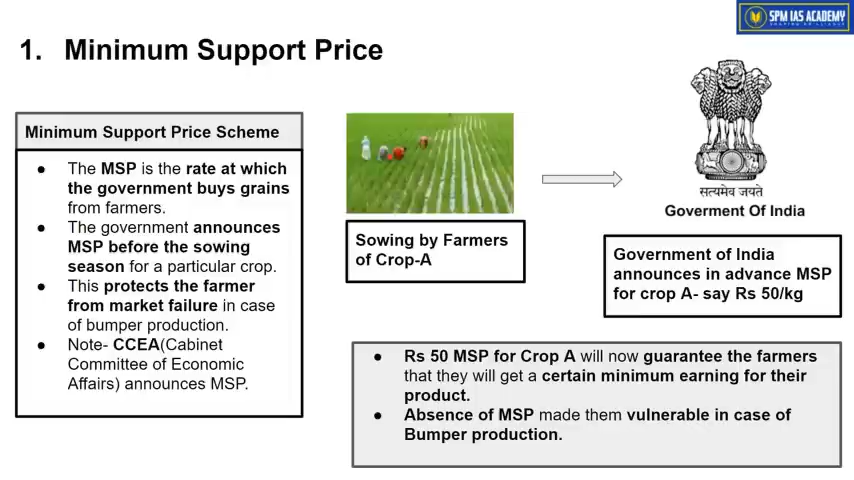 SPM IAS ACADEMY
1. Minimum Support Price
Minimum Support Price Scheme
● The MSP is the rate at which
the government buys grains
from farmers.
● The government announces
MSP before the sowing
season for a particular crop.
● This protects the farmer
from market failure in case
of bumper production.
● Note- CCEA(Cabinet
Committee of Economic
Affairs) announces MSP.
Sowing by Farmers
of Crop-A
सत्यमेव जयते
Goverment Of India
Government of India
announces in advance MSP
for crop A- say Rs 50/kg
● Rs 50 MSP for Crop A will now guarantee the farmers
that they will get a certain minimum earning for their
product.
● Absence of MSP made them vulnerable in case of
Bumper production.